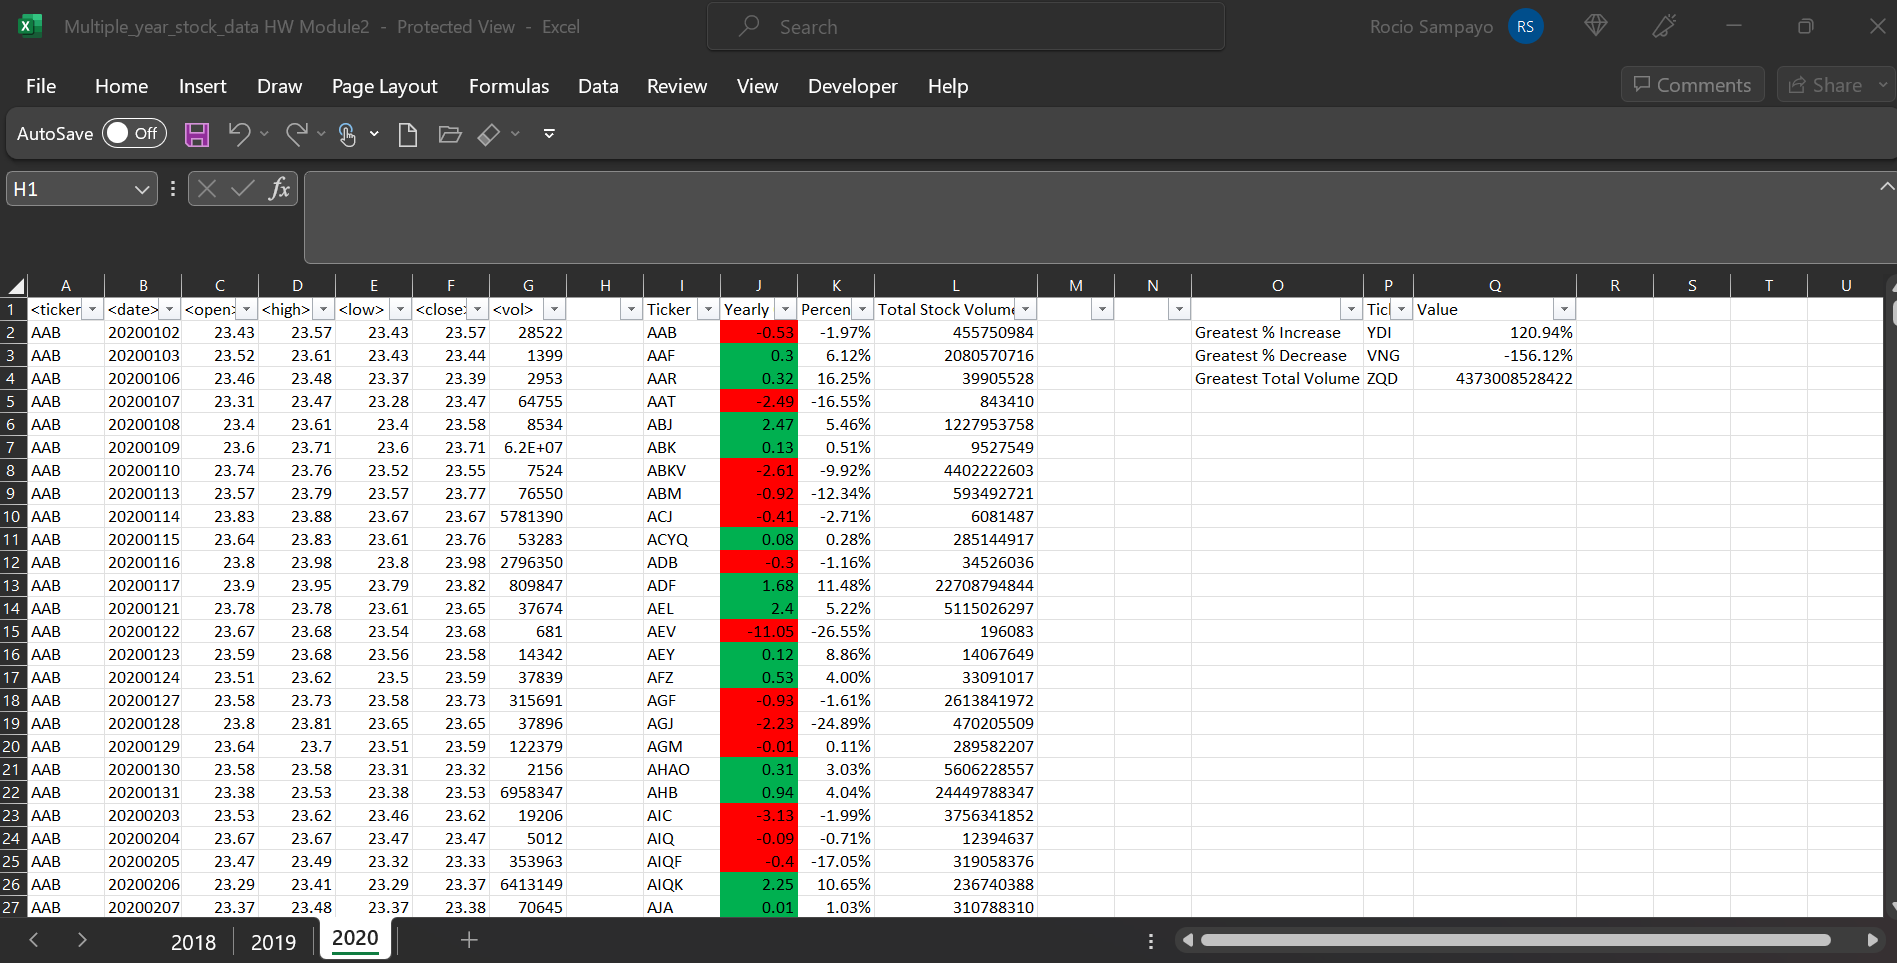 Multiple_year_stock_data HW Module2 - Protected View - Excel Search Rocio Sampayo RS
File Home Insert Draw Page Layout Formulas Data Review View Developer Help Comments Share
AutoSave Off
H1 fx
A B C D E F G H I J K L M N O P Q R S T U
1 <ticker <date> <open> <high> <low> <close> <vol> Ticker Yearly Percen Total Stock Volume Tick Value
2 AAB 20200102 23.43 23.57 23.43 23.57 28522 AAB -0.53 -1.97% 455750984 Greatest % Increase YDI 120.94%
3 AAB 20200103 23.52 23.61 23.43 23.44 1399 AAF 0.3 6.12% 2080570716 Greatest % Decrease VNG -156.12%
4 AAB 20200106 23.46 23.48 23.37 23.39 2953 AAR 0.32 16.25% 39905528 Greatest Total Volume ZQD 4373008528422
5 AAB 20200107 23.31 23.47 23.28 23.47 64755 AAT -2.49 -16.55% 843410
6 AAB 20200108 23.4 23.61 23.4 23.58 8534 ABJ 2.47 5.46% 1227953758
7 AAB 20200109 23.6 23.71 23.6 23.71 6.2E+07 ABK 0.13 0.51% 9527549
8 AAB 20200110 23.74 23.76 23.52 23.55 7524 ABKV -2.61 -9.92% 4402222603
9 AAB 20200113 23.57 23.79 23.57 23.77 76550 ABM -0.92 -12.34% 593492721
10 AAB 20200114 23.83 23.88 23.67 23.67 5781390 ACJ -0.41 -2.71% 6081487
11 AAB 20200115 23.64 23.83 23.61 23.76 53283 ACYQ 0.08 0.28% 285144917
12 AAB 20200116 23.8 23.98 23.8 23.98 2796350 ADB -0.3 -1.16% 34526036
13 AAB 20200117 23.9 23.95 23.79 23.82 809847 ADF 1.68 11.48% 22708794844
14 AAB 20200121 23.78 23.78 23.61 23.65 37674 AEL 2.4 5.22% 5115026297
15 AAB 20200122 23.67 23.68 23.54 23.68 681 AEV -11.05 -26.55% 196083
16 AAB 20200123 23.59 23.68 23.56 23.58 14342 AEY 0.12 8.86% 14067649
17 AAB 20200124 23.51 23.62 23.5 23.59 37839 AFZ 0.53 4.00% 33091017
18 AAB 20200127 23.58 23.73 23.58 23.73 315691 AGF -0.93 -1.61% 2613841972
19 AAB 20200128 23.8 23.81 23.65 23.65 37896 AGJ -2.23 -24.89% 470205509
20 AAB 20200129 23.64 23.7 23.51 23.59 122379 AGM -0.01 0.11% 289582207
21 AAB 20200130 23.58 23.58 23.31 23.32 2156 AHAO 0.31 3.03% 5606228557
22 AAB 20200131 23.38 23.53 23.38 23.53 6958347 AHB 0.94 4.04% 24449788347
23 AAB 20200203 23.53 23.62 23.46 23.62 19206 AIC -3.13 -1.99% 3756341852
24 AAB 20200204 23.67 23.67 23.47 23.47 5012 AIQ -0.09 -0.71% 12394637
25 AAB 20200205 23.47 23.49 23.32 23.33 353963 AIQF -0.4 -17.05% 319058376
26 AAB 20200206 23.29 23.41 23.29 23.37 6413149 AIQK 2.25 10.65% 236740388
27 AAB 20200207 23.37 23.48 23.37 23.38 70645 AJA 0.01 1.03% 310788310
2018 2019 2020